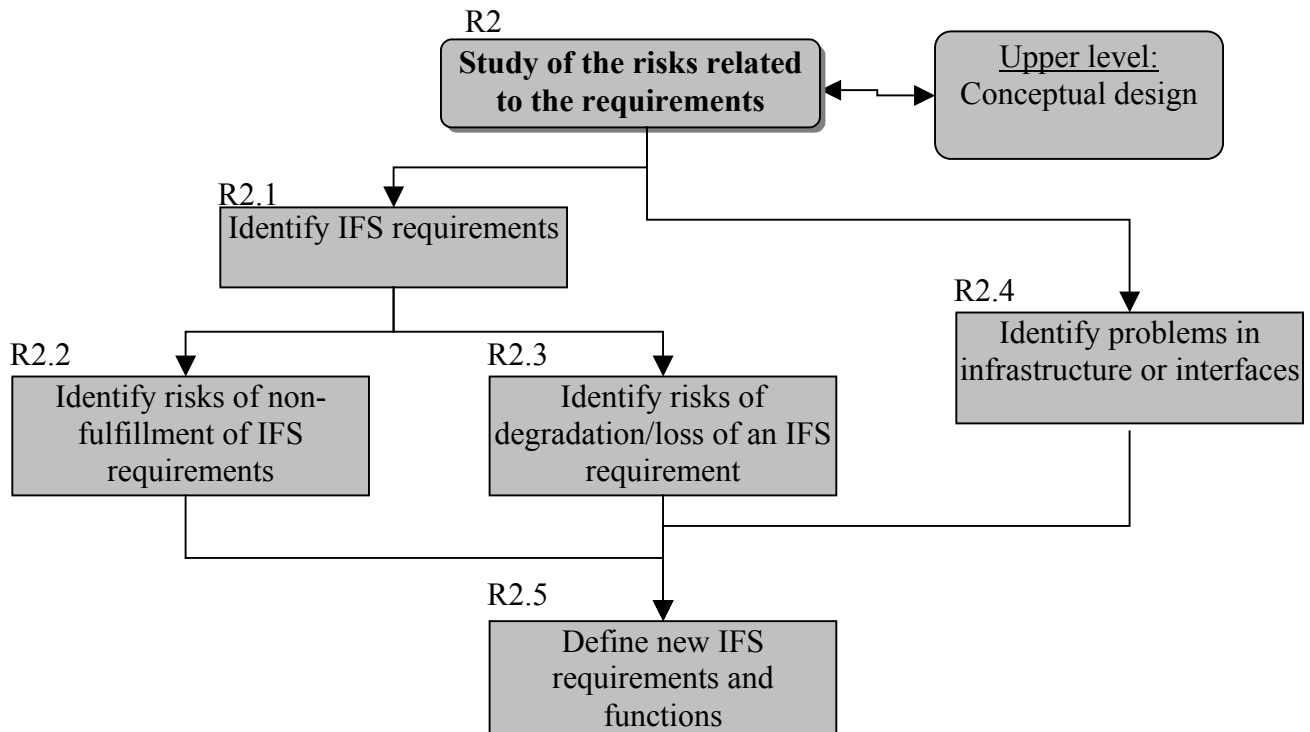 R2
Study of the risks related
to the requirements
Upper level:
Conceptual design
R2.1
Identify IFS requirements
R2.4
Identify problems in
infrastructure or interfaces
R2.2
Identify risks of non-
fulfillment of IFS
requirements
R2.3
Identify risks of
degradation/loss of an IFS
requirement
R2.5
Define new IFS
requirements and
functions